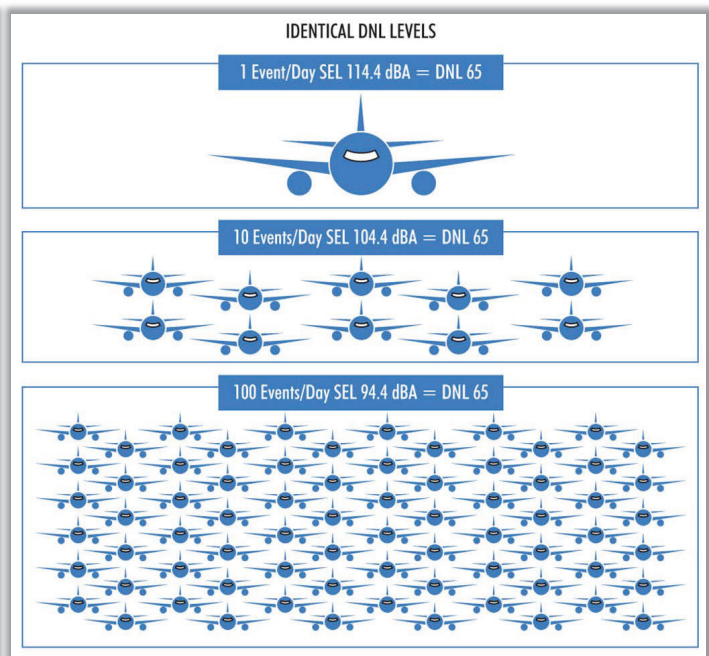 IDENTICAL DNL LEVELS
1 Event/Day SEL 114.4 dBA = DNL 65
10 Events/Day SEL 104.4 dBA = DNL 65
100 Events/Day SEL 94.4 dBA = DNL 65